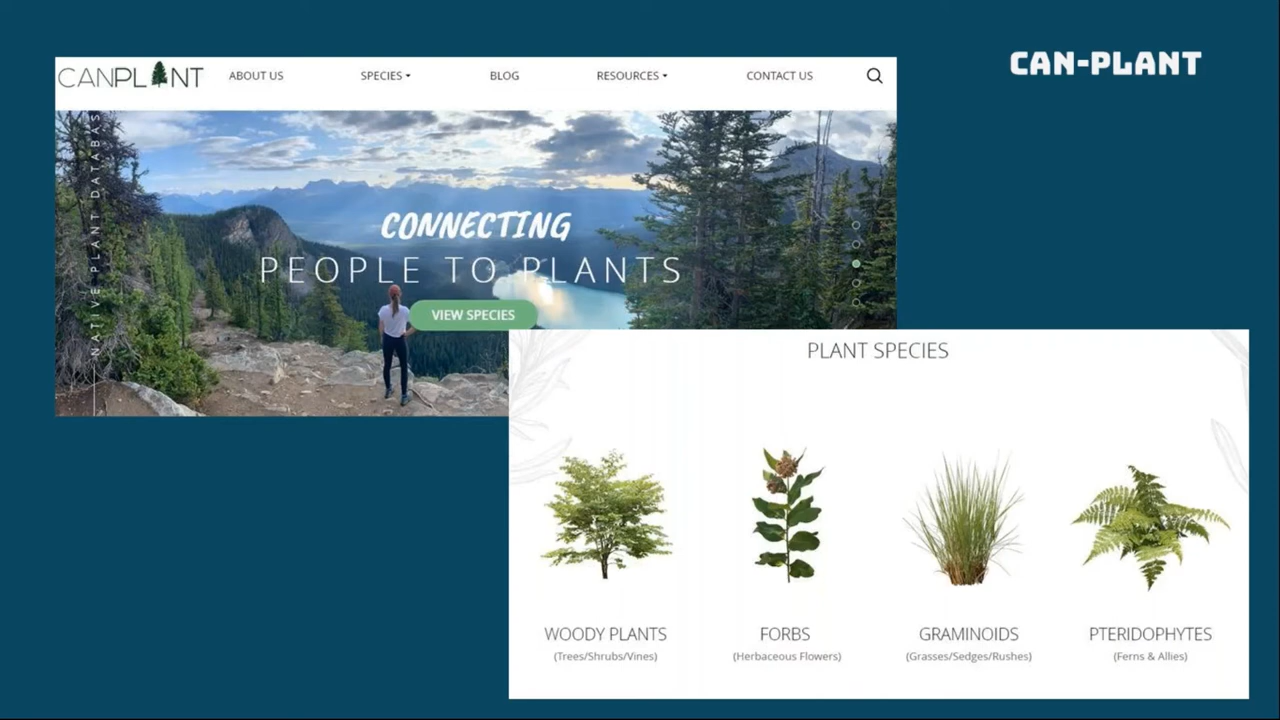 CAN-PLANT
CANPLANT
ABOUT US
SPECIES
BLOG
RESOURCES
CONTACT US
NATIVE PLANT DATABAS
CONNECTING
PEOPLE TO PLANTS
VIEW SPECIES
PLANT SPECIES
WOODY PLANTS
(Trees/Shrubs/Vines)
FORBS
(Herbaceous Flowers)
GRAMINOIDS
(Grasses/Sedges/Rushes)
PTERIDOPHYTES
(Ferns & Allies)